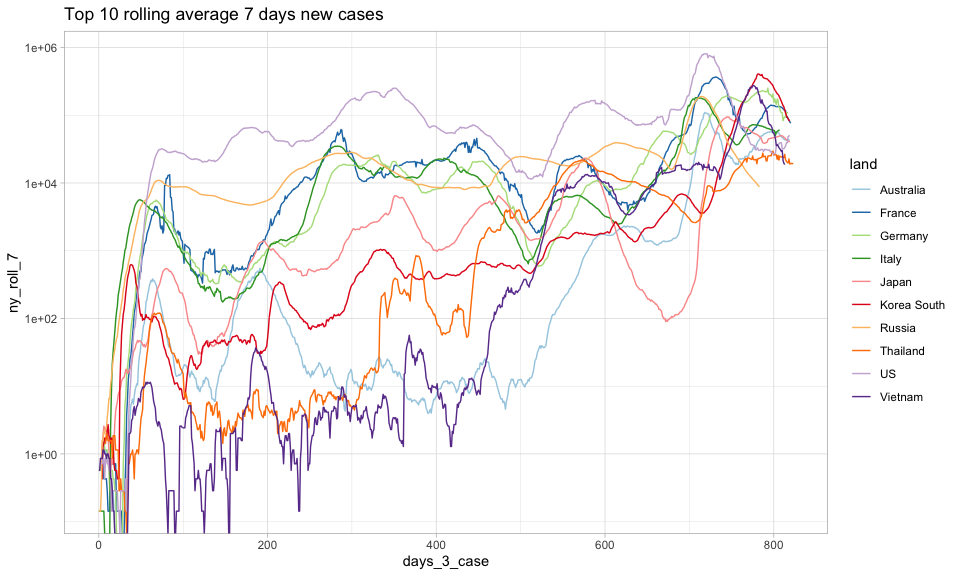 Top 10 rolling average 7 days new cases
1e+06
1e+04
1e+02
1e+00
ny_roll_7
0 200 400 600 800
days_3_case
land
Australia
France
Germany
Italy
Japan
Korea South
Russia
Thailand
US
Vietnam